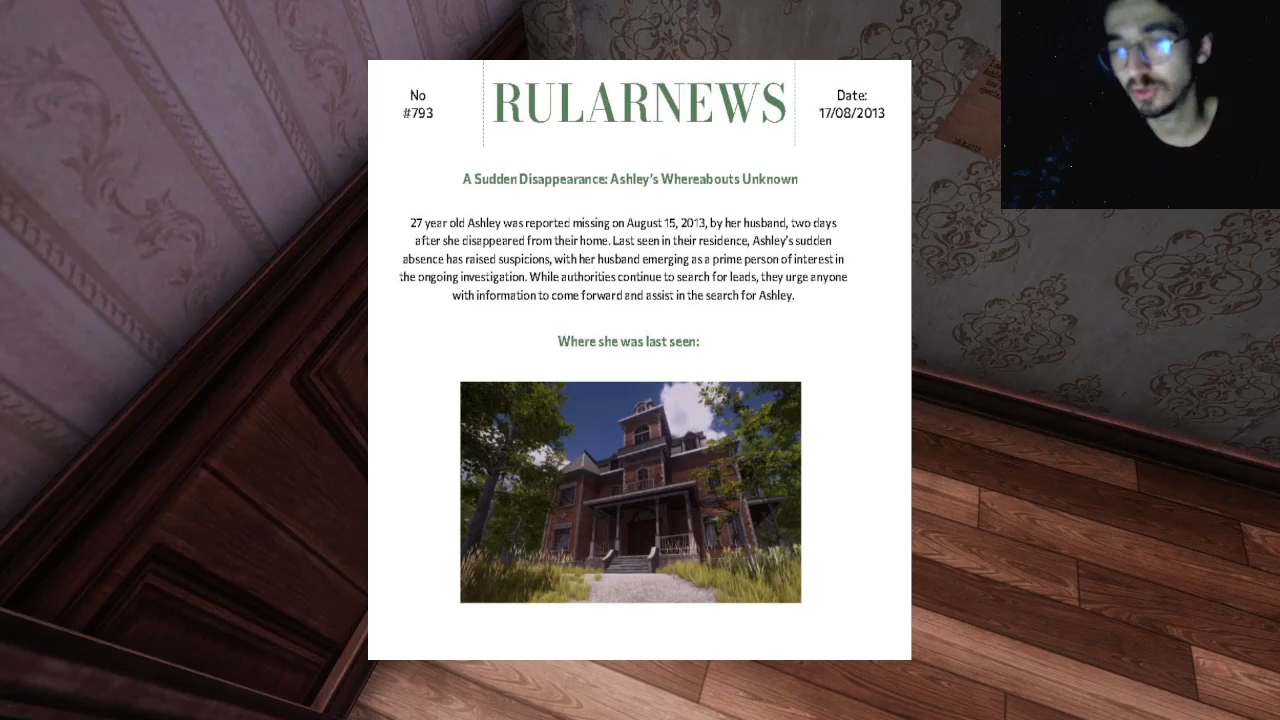 No
#793
RULARNEWS
Date:
17/08/2013
A Sudden Disappearance: Ashley's Whereabouts Unknown
27 year old Ashley was reported missing on August 15, 2013, by her husband, two days
after she disappeared from their home. Last seen in their residence, Ashley's sudden
absence has raised suspicions, with her husband emerging as a prime person of interest in
the ongoing investigation. While authorities continue to search for leads, they urge anyone
with information to come forward and assist in the search for Ashley.
Where she was last seen: